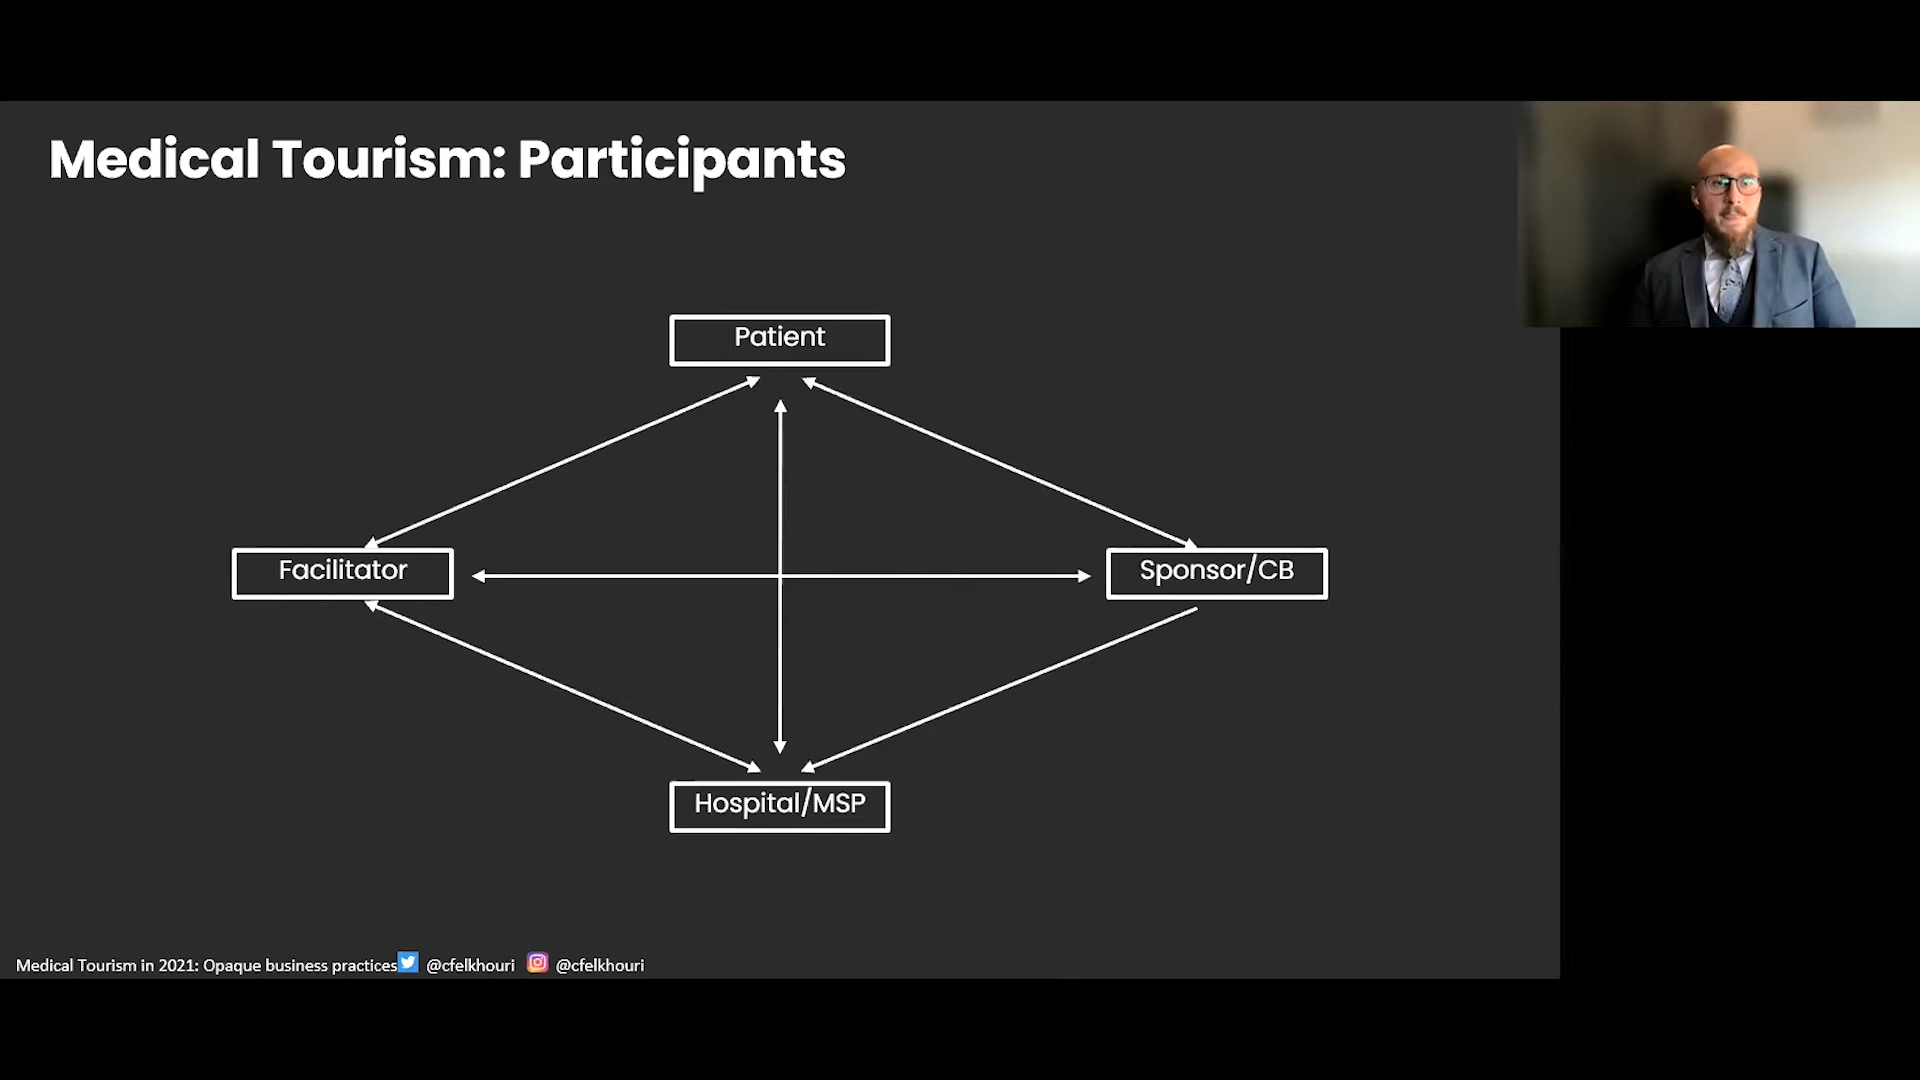 Medical Tourism: Participants
Patient
Facilitator
Sponsor/CB
Hospital/MSP
Medical Tourism in 2021: Opaque business practices @cfelkhouri @cfelkhouri